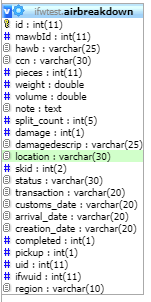 ifwtest.airbreakdown
id : int(11)
mawbId : int(11)
hawb : varchar(25)
ccn : varchar(30)
pieces : int(11)
weight : double
volume : double
note : text
split_count : int(5)
damage : int(1)
damagedescrip : varchar(25)
location : varchar(30)
skid : int(2)
status : varchar(30)
transaction : varchar(20)
customs_date : varchar(20)
arrival_date : varchar(20)
creation_date : varchar(20)
completed : int(1)
pickup : int(1)
uid : int(11)
ifwuid : int(11)
region : varchar(10)